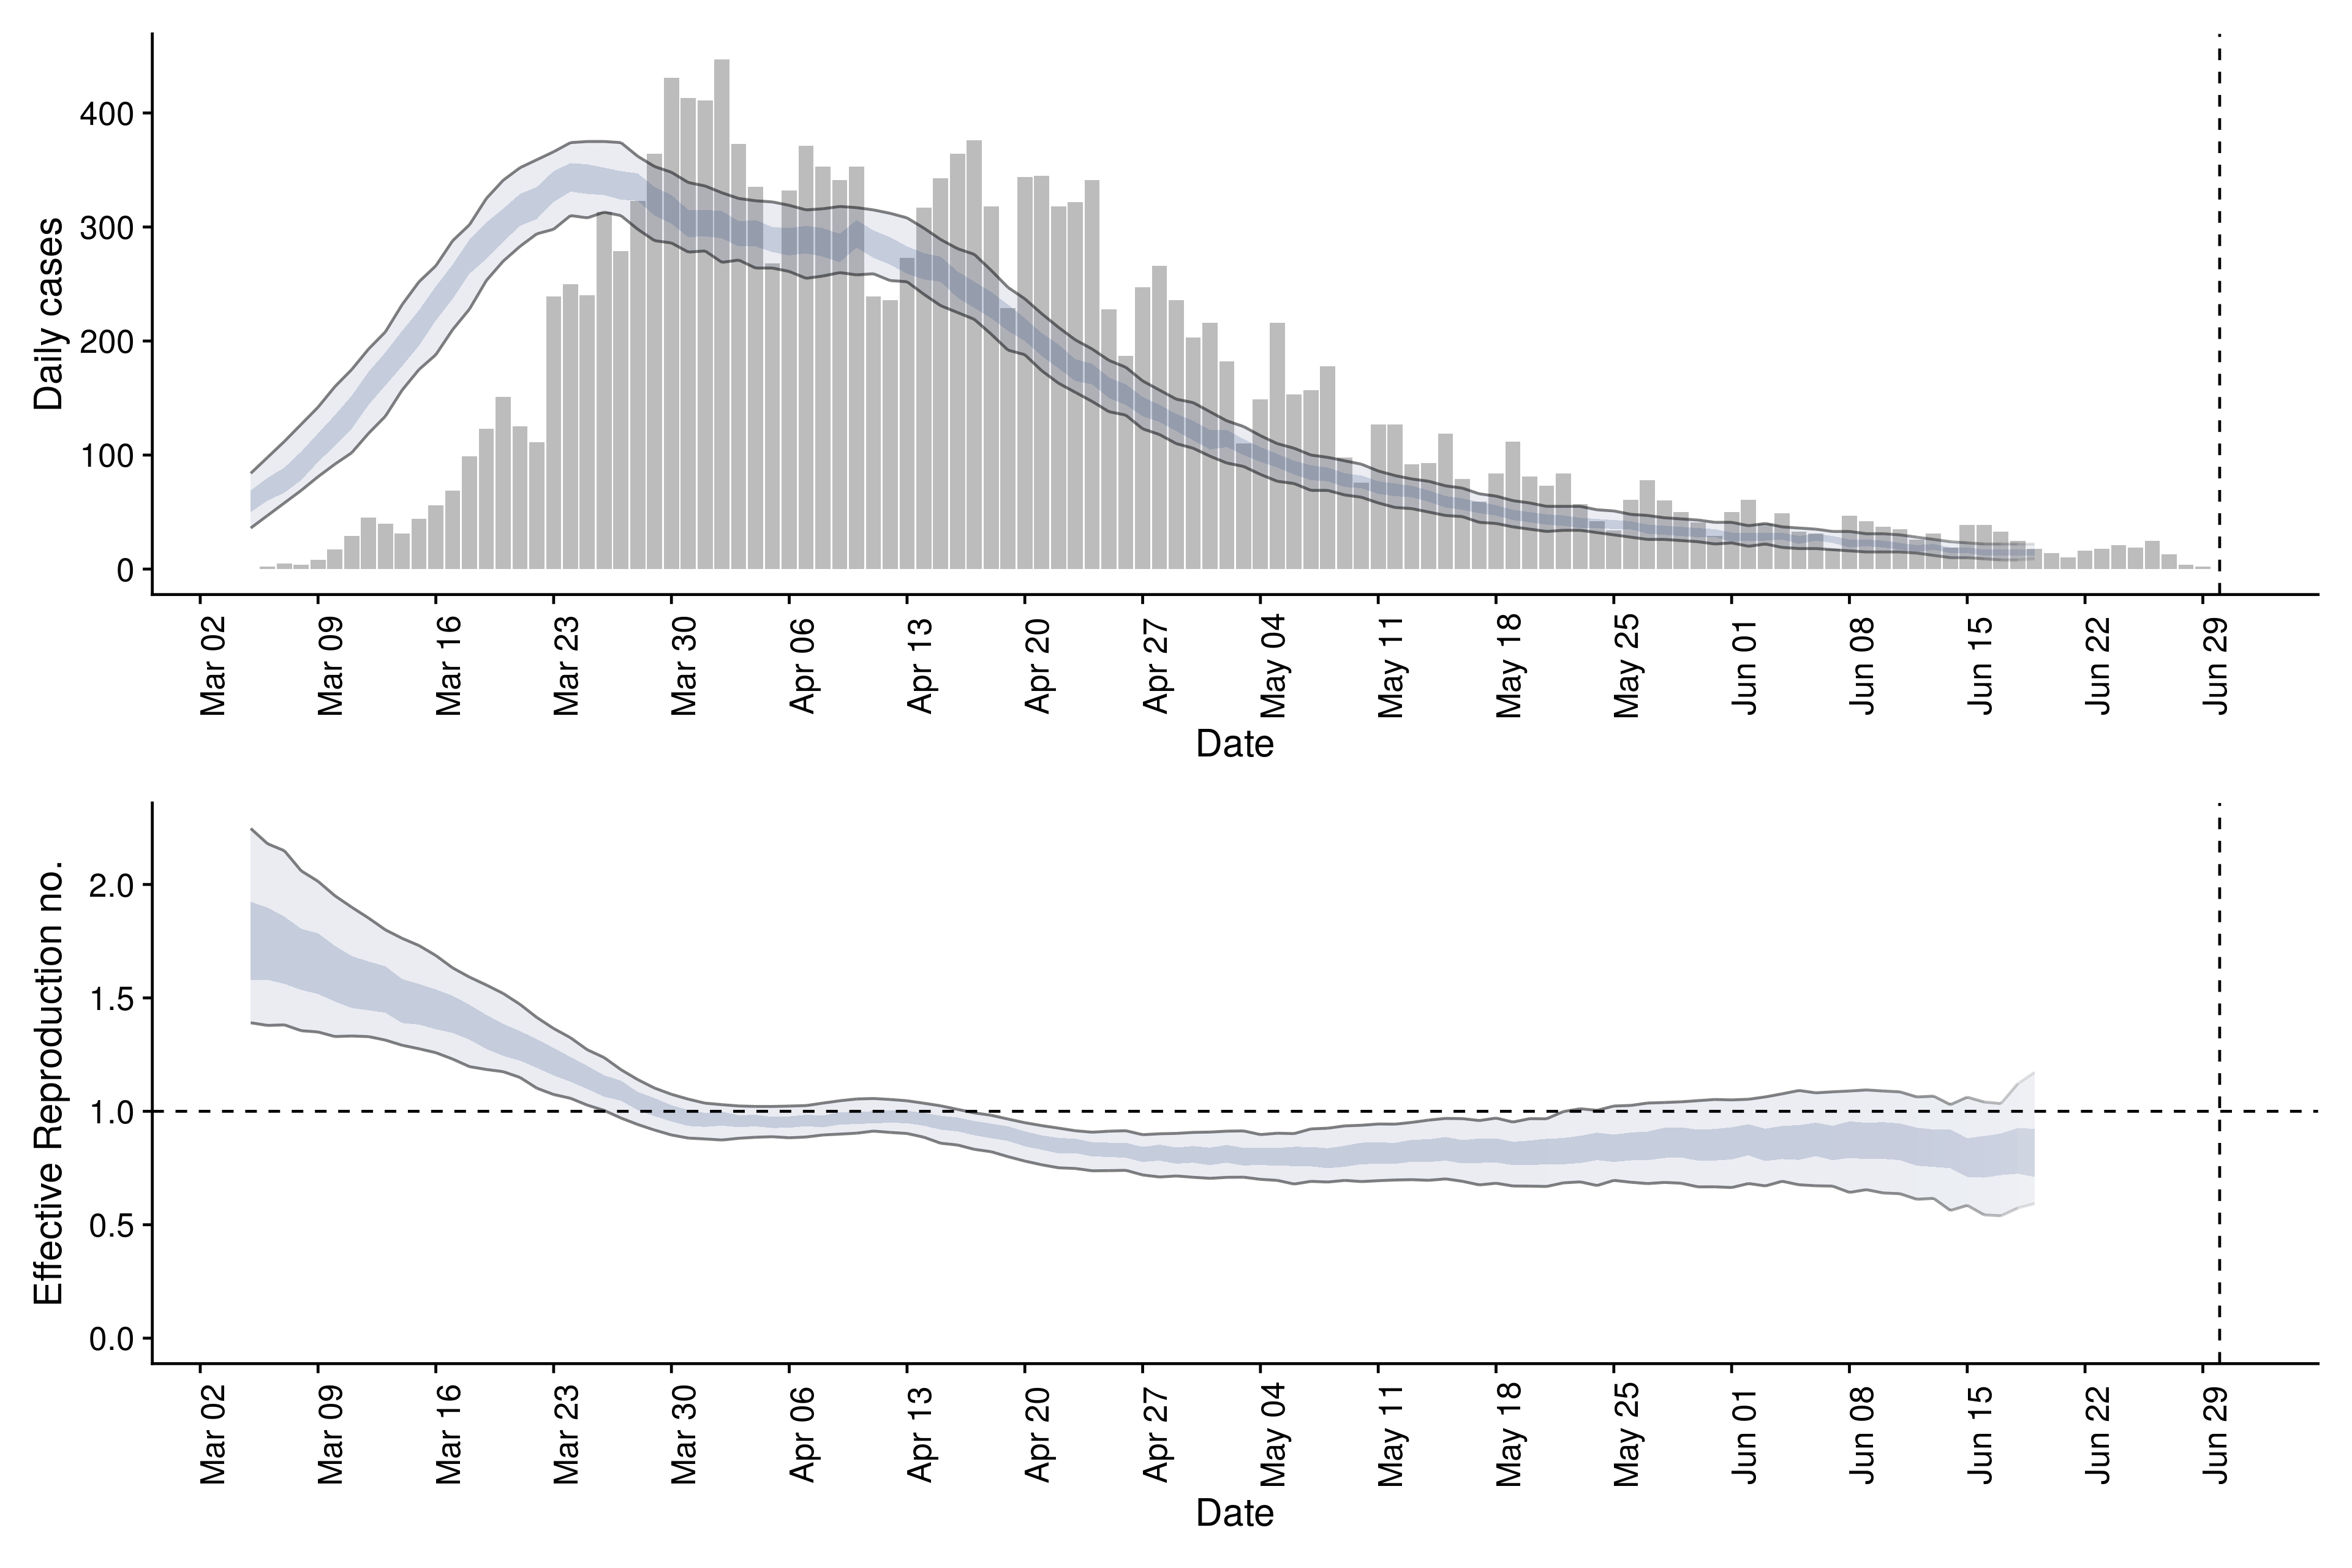 Daily cases
400
300
200
100
0
Mar 02
Mar 09
Mar 16
Mar 23
Mar 30
Apr 06
Apr 13
Apr 20
Apr 27
May 04
May 11
May 18
May 25
Jun 01
Jun 08
Jun 15
Jun 22
Jun 29
Date
Effective Reproduction no.
2.0
1.5
1.0
0.5
0.0
Mar 02
Mar 09
Mar 16
Mar 23
Mar 30
Apr 06
Apr 13
Apr 20
Apr 27
May 04
May 11
May 18
May 25
Jun 01
Jun 08
Jun 15
Jun 22
Jun 29
Date